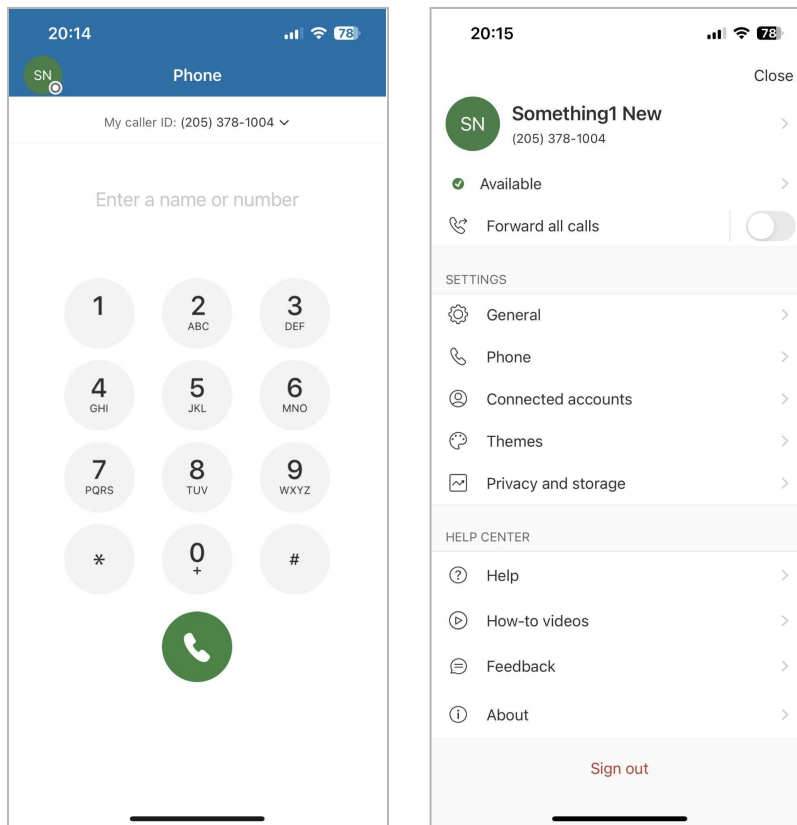 20:14
78
SN
Phone
My caller ID: (205) 378-1004
Enter a name or number
1
2
ABC
3
DEF
4
GHI
5
JKL
6
MNO
7
PQRS
8
TUV
9
WXYZ
*
0
+
#
20:15
78
Close
SN
Something1 New
(205) 378-1004
Available
Forward all calls
SETTINGS
General
Phone
Connected accounts
Themes
Privacy and storage
HELP CENTER
Help
How-to videos
Feedback
About
Sign out